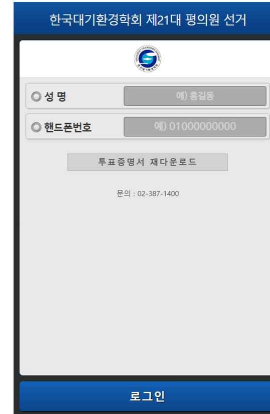 한국대기환경학회 제21대 평의원 선거
성 명
예) 홍길동
핸드폰번호
예) 01000000000
투표증명서 재다운로드
문의 : 02-387-1400
로그인